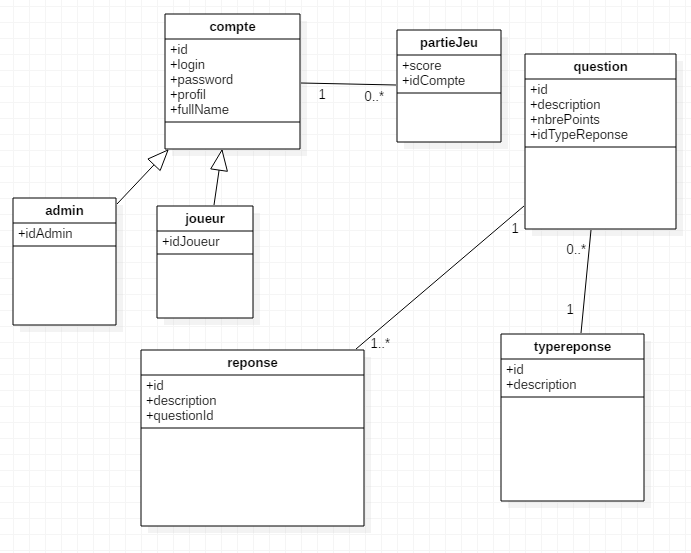 compte
+id
+login
+password
+profil
+fullName
partieJeu
+score
+idCompte
question
+id
+description
+nbrePoints
+idTypeReponse
1
0..*
admin
+idAdmin
joueur
+idJoueur
1
0..*
1
1..*
reponse
+id
+description
+questionId
typereponse
+id
+description